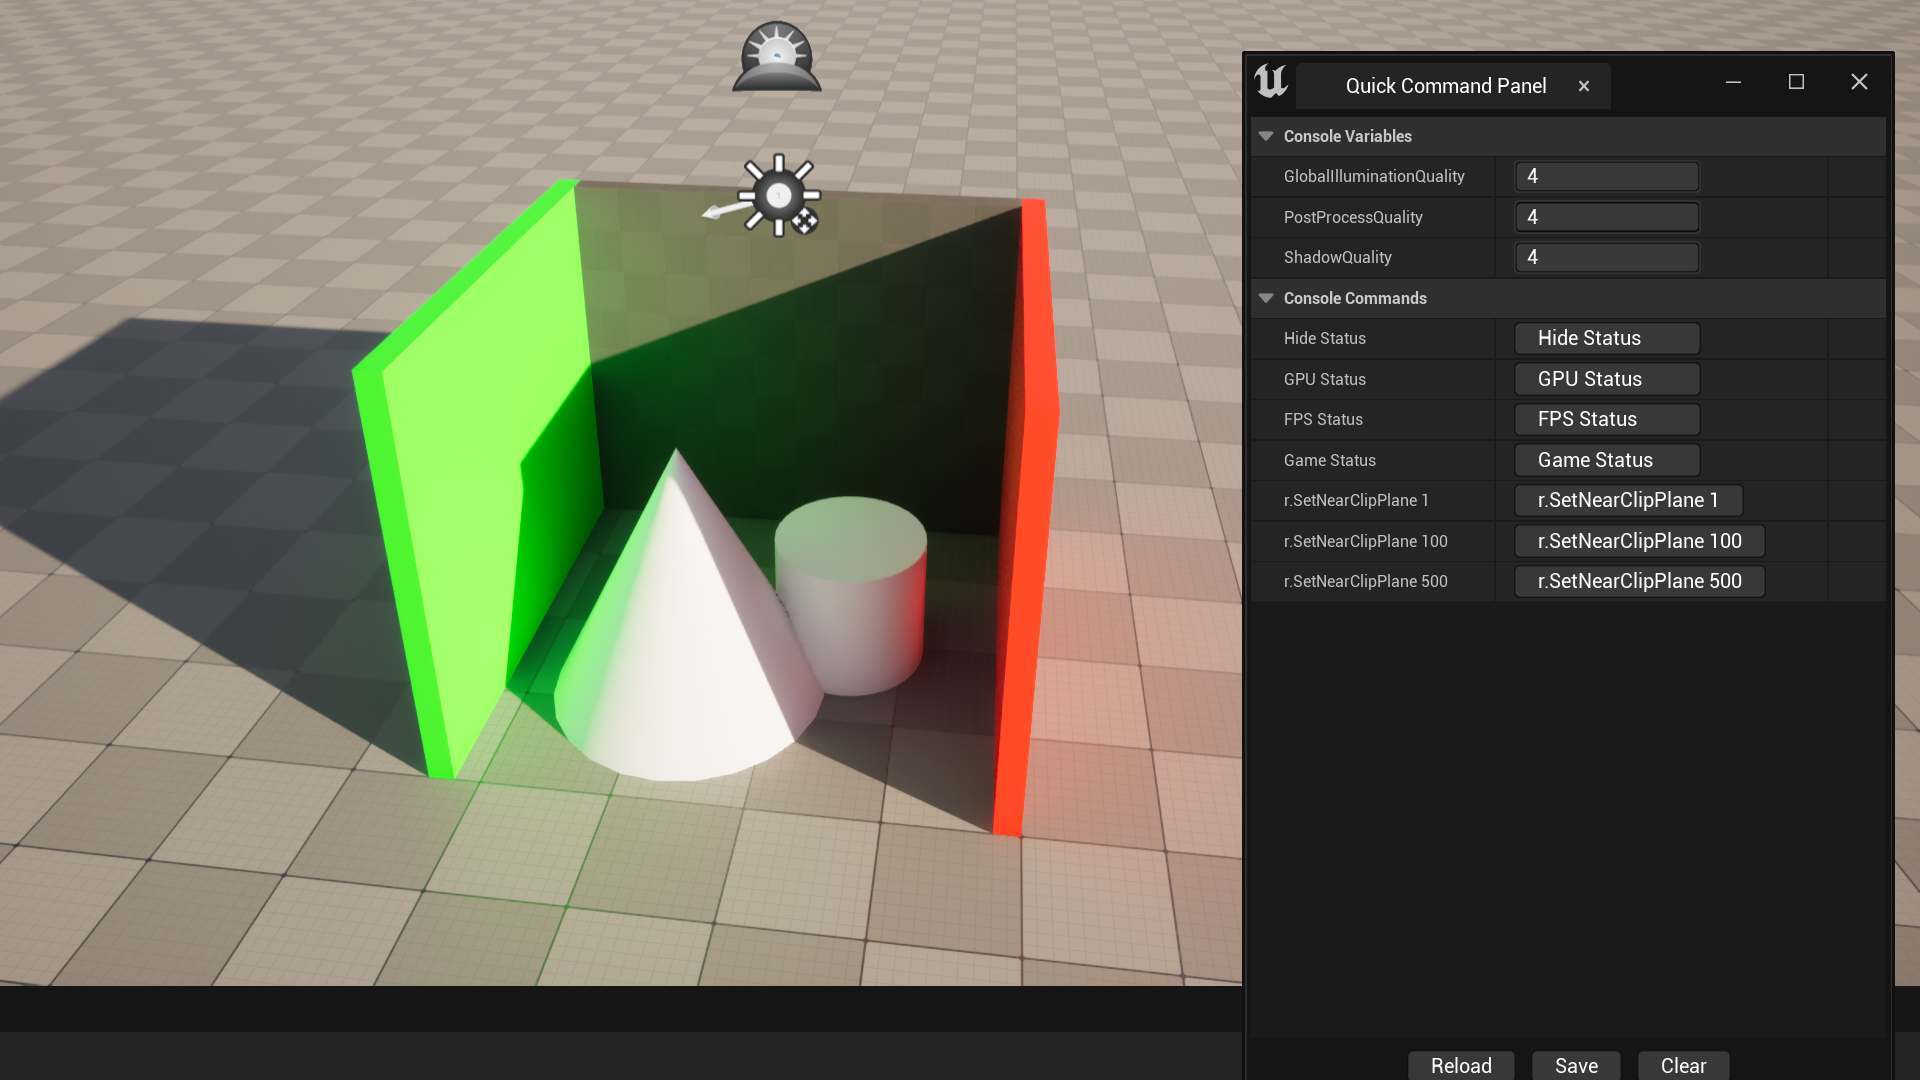 Quick Command Panel
Console Variables
GlobalIlluminationQuality 4
PostProcessQuality 4
ShadowQuality 4
Console Commands
Hide Status Hide Status
GPU Status GPU Status
FPS Status FPS Status
Game Status Game Status
r.SetNearClipPlane 1 r.SetNearClipPlane 1
r.SetNearClipPlane 100 r.SetNearClipPlane 100
r.SetNearClipPlane 500 r.SetNearClipPlane 500
Reload Save Clear